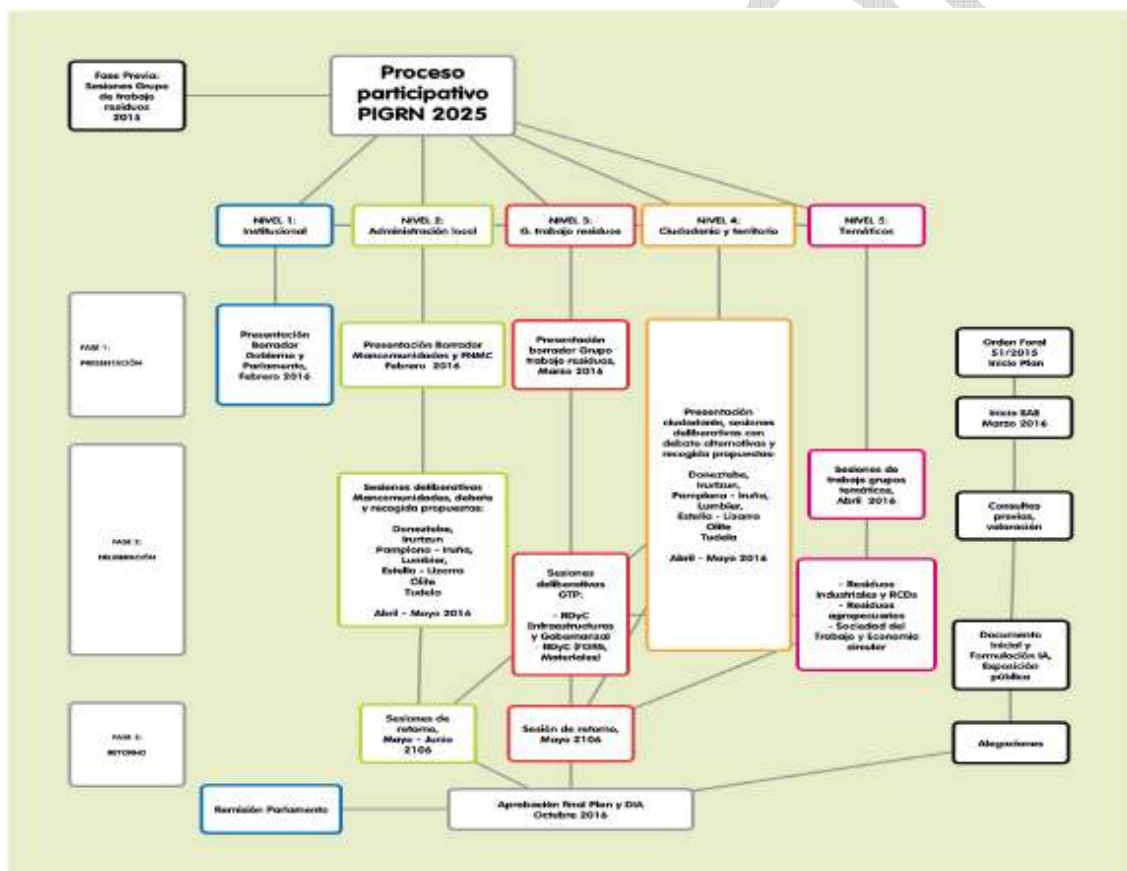 Fase Previa:
Sesiones Grupo
de trabajo
residuos
2015
Proceso
participativo
PIGRN 2025
NIVEL 1:
Institucional
NIVEL 2:
Administración local
NIVEL 3:
G. trabajo residuos
NIVEL 4:
Ciudadanía y territorio
NIVEL 5:
Temáticos
FASE 1:
PRESENTACIÓN
Presentación
Borrador
Gobierno y
Parlamento,
Febrero 2016
Presentación Borrador
Mancomunidades y FNMC
Febrero 2016
Presentación
borrador Grupo
trabajo residuos,
Marzo 2016
Presentación
ciudadanía, sesiones
deliberativas con
debate alternativas y
recogida propuestas:
Doneztebe,
Irurtzun,
Pamplona - Iruña,
Lumbier,
Estella - Lizarra
Olite
Tudela
Abril - Mayo 2016
Orden Foral
51/2015
Inicio Plan
Inicio EAE
Marzo 2016
FASE 2:
DELIBERACIÓN
Sesiones deliberativas
Mancomunidades, debate
y recogida propuestas:
Doneztebe,
Irurtzun
Pamplona - Iruña,
Lumbier,
Estella - Lizarra
Olite
Tudela
Abril - Mayo 2016
Sesiones
deliberativas
GTP:
- RDyC
(Infraestructuras
y Gobernanza)
- RDyC (FORS,
Materiales)
Sesiones de
trabajo grupos
temáticos,
Abril 2016
- Residuos
Industriales y RCDs
- Residuos
agropecuarios
- Sociedad del
Trabajo y Economía
circular
Consultas
previas,
valoración
Documento
Inicial y
Formulación IA,
Exposición
pública
FASE 3:
RETORNO
Sesiones de
retorno,
Mayo - Junio
2106
Sesión de retorno,
Mayo 2106
Alegaciones
Remisión Parlamento
Aprobación final Plan y DIA
Octubre 2016